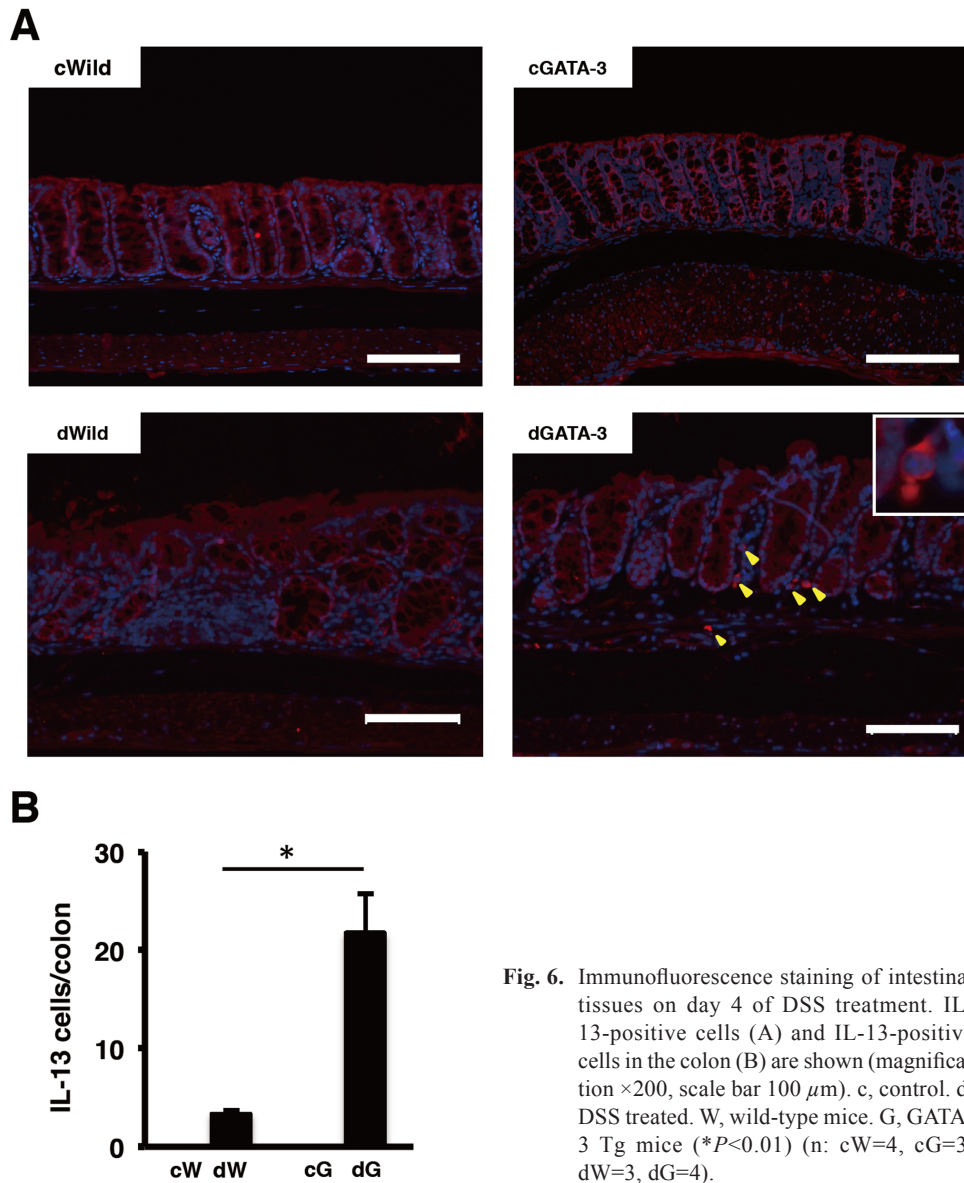 A
cWild
cGATA-3
dWild
dGATA-3
B
30
20
10
0
IL-13 cells/colon
*
cW dW cG dG
Fig. 6. Immunofluorescence staining of intestina
tissues on day 4 of DSS treatment. IL
13-positive cells (A) and IL-13-positiv
cells in the colon (B) are shown (magnifica
tion ×200, scale bar 100 μm). c, control. d
DSS treated. W, wild-type mice. G, GATA
3 Tg mice (*P<0.01) (n: cW=4, cG=3
dW=3, dG=4).